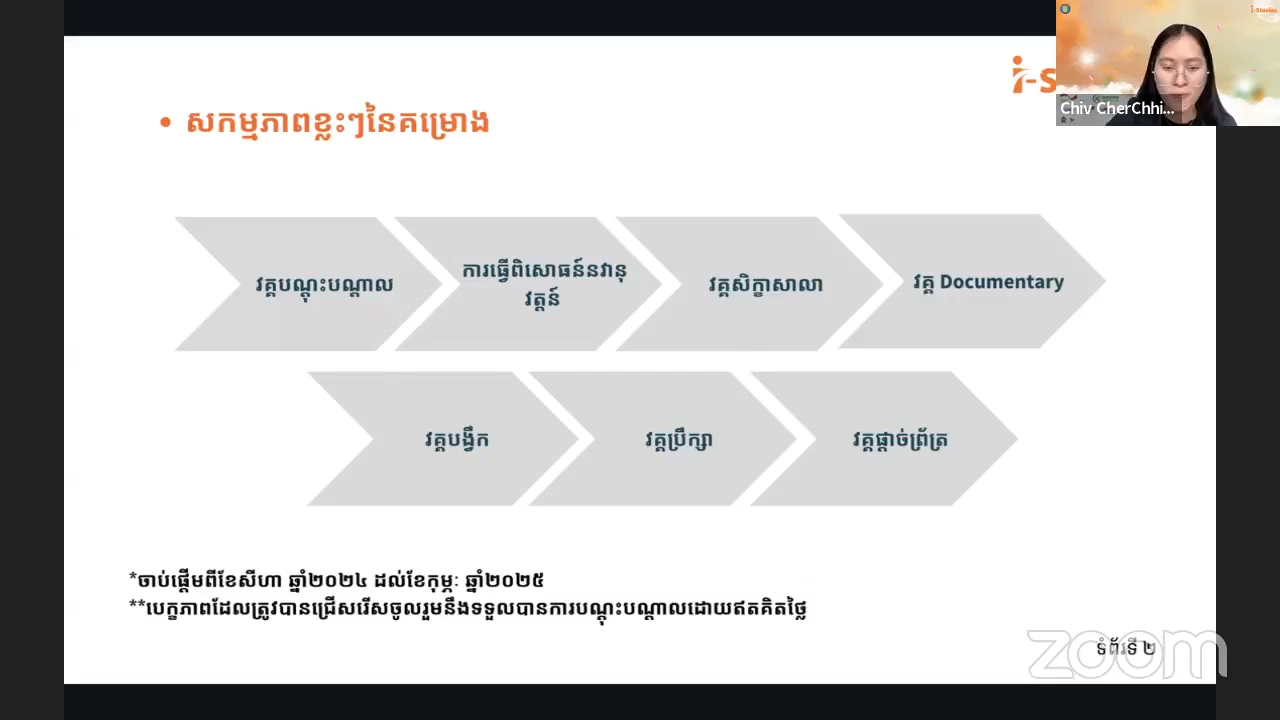 i-S
i-Stories
Chiv CherChhi...
• សកម្មភាពខ្លះៗនៃគម្រោង
វគ្គបណ្តុះបណ្តាល
ការធ្វើពិសោធន៍នវានុ
វត្តន៍
វគ្គសិក្ខាសាលា
វគ្គ Documentary
វគ្គបង្វឹក
វគ្គប្រឹក្សា
វគ្គផ្តាច់ព្រ័ត្រ
*ចាប់ផ្តើមពីខែសីហា ឆ្នាំ២០២៤ ដល់ខែកុម្ភៈ ឆ្នាំ២០២៥
**បេក្ខភាពដែលត្រូវបានជ្រើសរើសចូលរួមនឹងទទួលបានការបណ្តុះបណ្តាលដោយឥតគិតថ្លៃ
ទំព័រទី ២
zoom